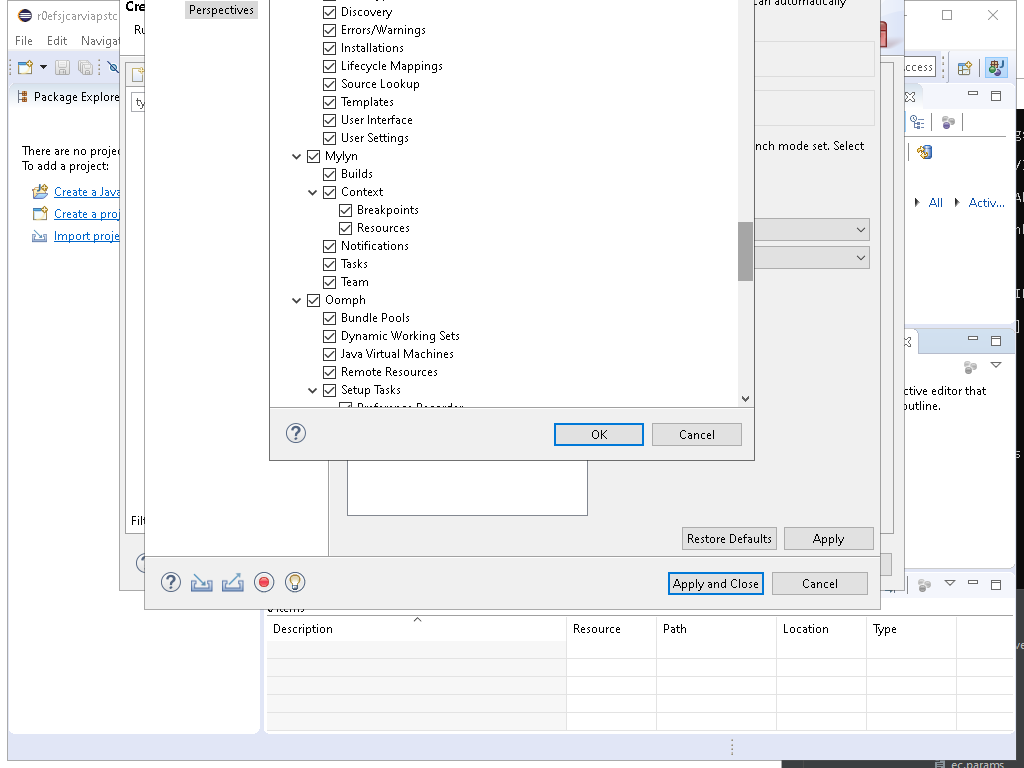 r0efsjcarviapstc
Cre
Perspectives
can automatically
Ru
File Edit Navigat
Discovery
Errors/Warnings
Installations
Lifecycle Mappings
Source Lookup
Templates
User Interface
User Settings
Mylyn
Builds
Context
Breakpoints
Resources
Notifications
Tasks
Team
Oomph
Bundle Pools
Dynamic Working Sets
Java Virtual Machines
Remote Resources
Setup Tasks
Preference Recorder
OK
Cancel
ccess
Package Explore
ty
There are no projec
To add a project:
Create a Java
Create a proj
Import proje
nch mode set. Select
All
Activ...
ctive editor that
outline.
Filt
Restore Defaults
Apply
Apply and Close
Cancel
0 items
Description Resource Path Location Type
ec.params